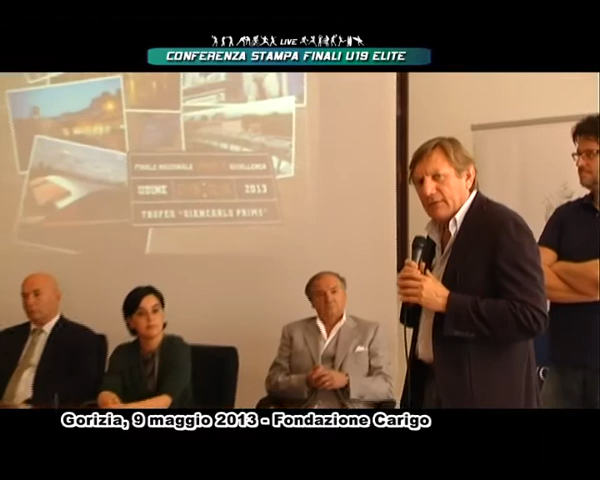 LIVE
CONFERENZA STAMPA FINALI U19 ELITE
FINALE NAZIONALE ECCELLENZA
UDINE 2013
TROFEO "GIANCARLO PRIMO"
Gorizia, 9 maggio 2013 - Fondazione Carigo